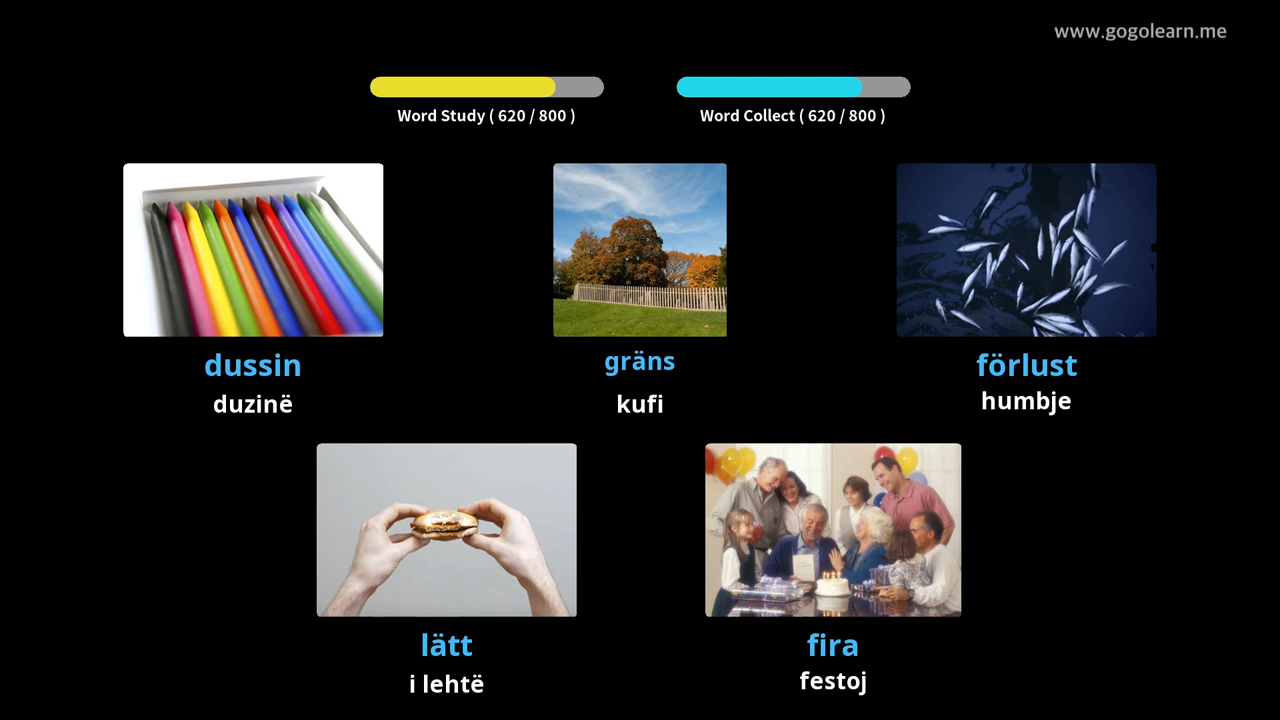 www.gogolearn.me
Word Study ( 620 / 800 )
Word Collect ( 620 / 800 )
dussin
duzinë
gräns
kufi
förlust
humbje
lätt
i lehtë
fira
festoj